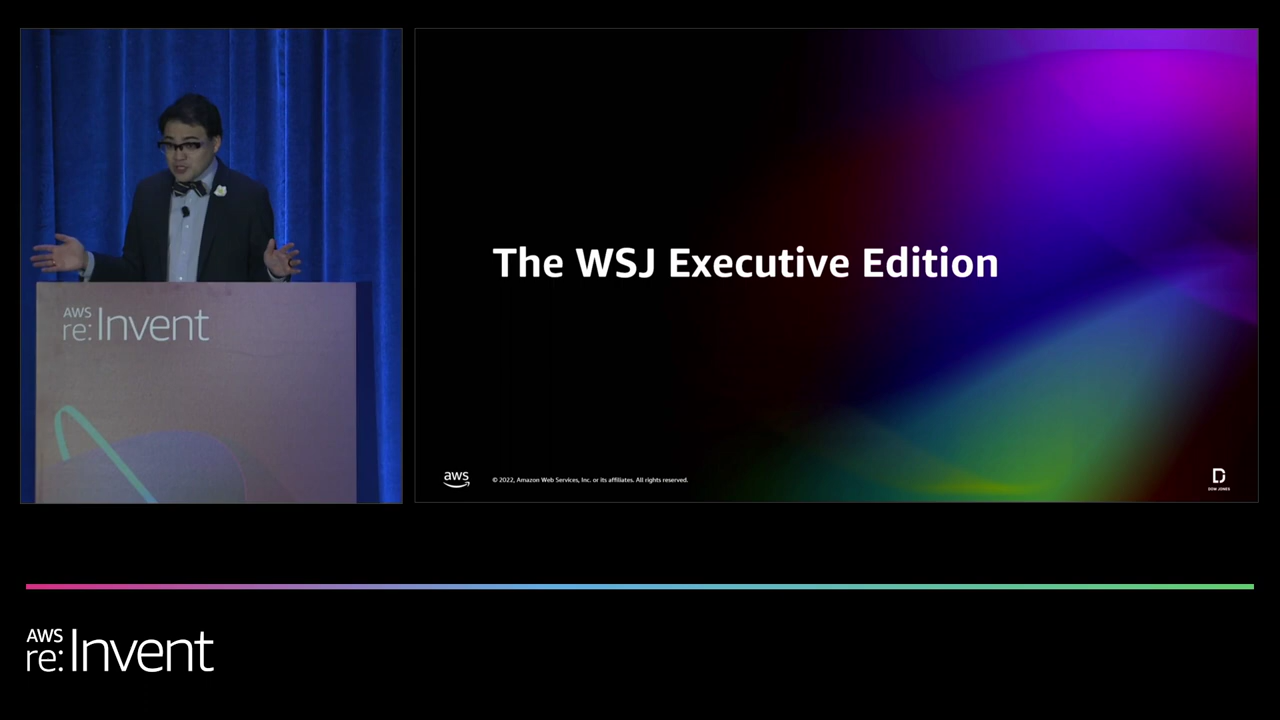 AWS
re:Invent
The WSJ Executive Edition
aws
© 2022, Amazon Web Services, Inc. or its affiliates. All rights reserved.
DOW JONES
AWS
re:Invent